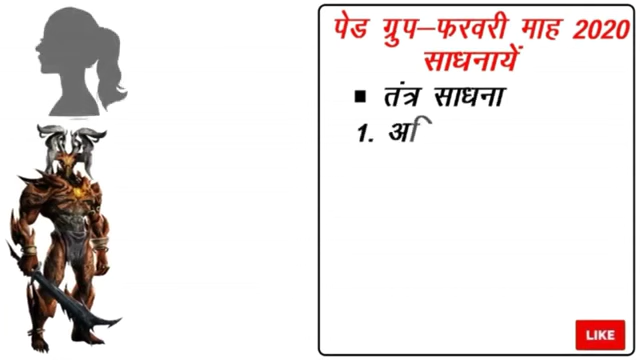 पेड ग्रुप–फरवरी माह 2020
साधनायें
▪ तंत्र साधना
1. अि
LIKE